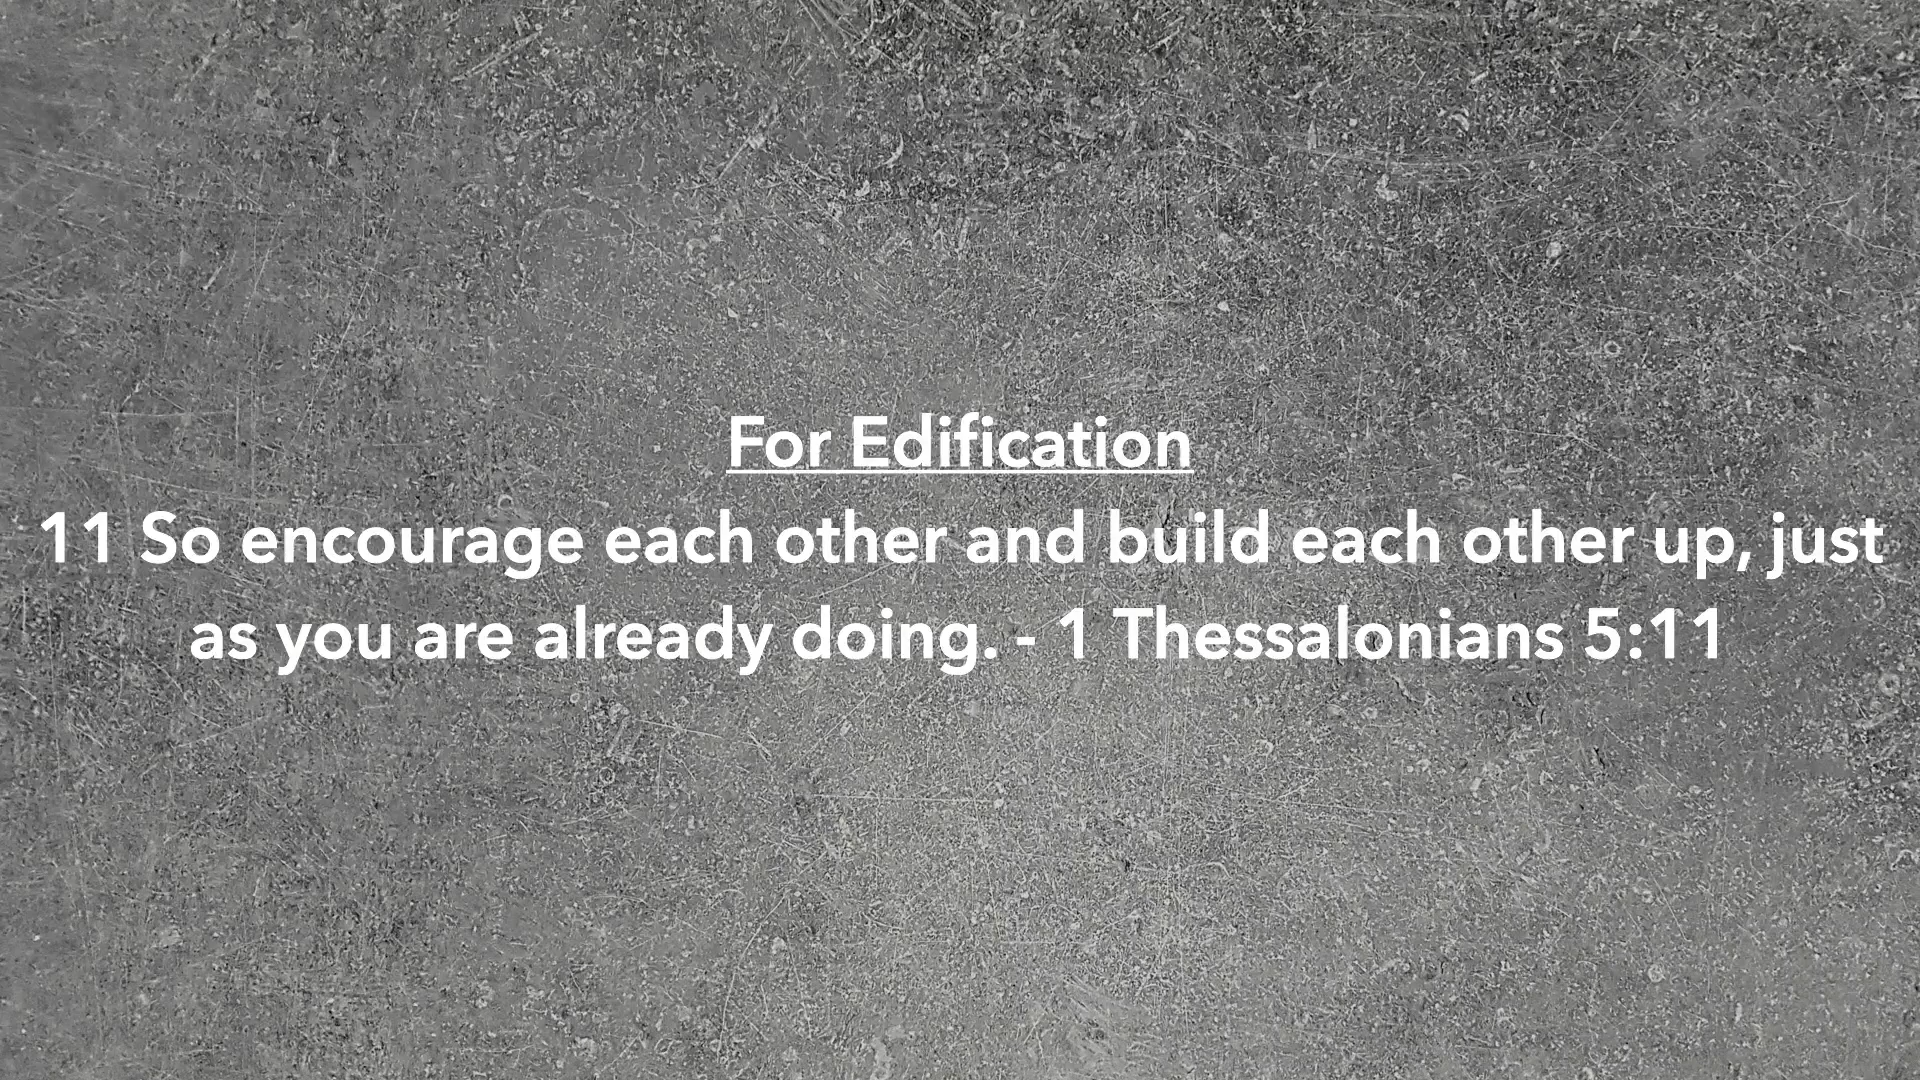 For Edification
11 So encourage each other and build each other up, just
as you are already doing. - 1 Thessalonians 5:11